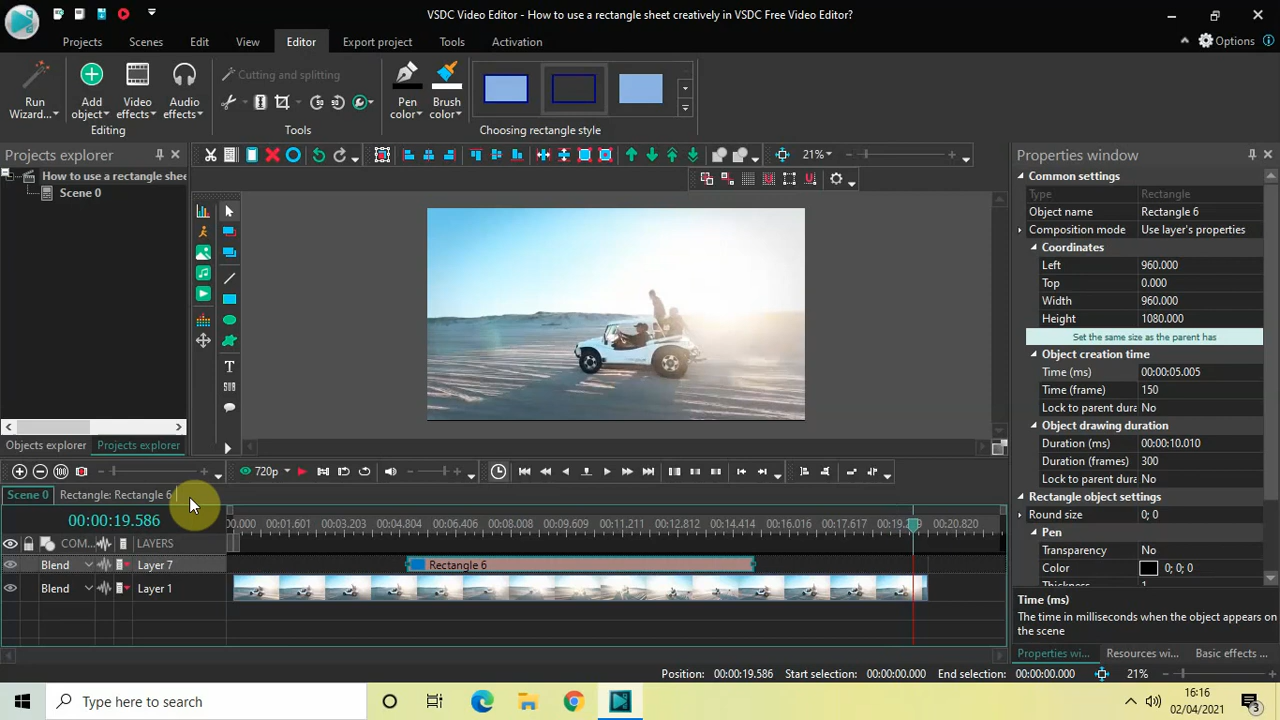 VSDC Video Editor - How to use a rectangle sheet creatively in VSDC Free Video Editor?
Projects
Scenes
Edit
View
Editor
Export project
Tools
Activation
Options
Run
Wizard...
Add
object
Video
effects
Audio
effects
Editing
Cutting and splitting
Tools
Pen
color
Brush
color
Choosing rectangle style
Projects explorer
How to use a rectangle shee
Scene 0
Objects explorer
Projects explorer
21%
Properties window
Common settings
Type Rectangle
Object name Rectangle 6
Composition mode Use layer's properties
Coordinates
Left 960.000
Top 0.000
Width 960.000
Height 1080.000
Set the same size as the parent has
Object creation time
Time (ms) 00:00:05.005
Time (frame) 150
Lock to parent dura No
Object drawing duration
Duration (ms) 00:00:10.010
Duration (frames) 300
Lock to parent dura No
Rectangle object settings
Round size 0; 0
Pen
Transparency No
Color 0; 0; 0
Thickness 1
Time (ms)
The time in milliseconds when the object appears on
the scene
Properties wi...
Resources wi...
Basic effects ...
720p
Scene 0
Rectangle: Rectangle 6
00:00:19.586
0.000 00:01.601 00:03.203 00:04.804 00:06.406 00:08.008 00:09.609 00:11.211 00:12.812 00:14.414 00:16.016 00:17.617 00:20.820
COM...
LAYERS
Blend
Layer 7
Rectangle 6
Blend
Layer 1
Position: 00:00:19.586
Start selection: 00:00:00.000
End selection: 00:00:00.000
21%
Type here to search
16:16
02/04/2021
3